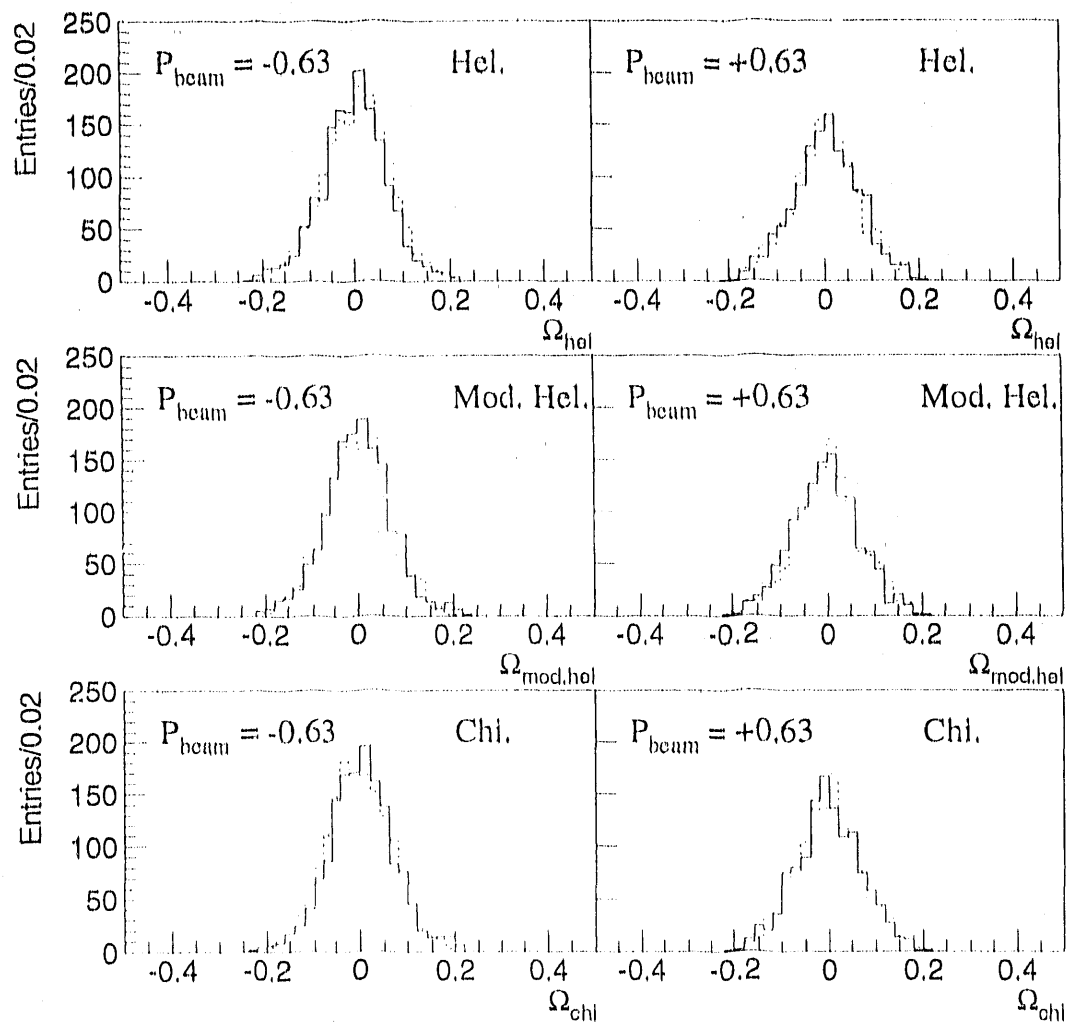 Entries/0.02
250
200
150
100
50
0
P_beam = -0.63 Hel.
P_beam = +0.63 Hel.
-0.4 -0.2 0 0.2 0.4
-0.4 -0.2 0 0.2 0.4
Ω_hel
Ω_hel
Entries/0.02
250
200
150
100
50
0
P_beam = -0.63 Mod. Hel.
P_beam = +0.63 Mod. Hel.
-0.4 -0.2 0 0.2 0.4
-0.4 -0.2 0 0.2 0.4
Ω_mod.hel
Ω_mod.hel
Entries/0.02
250
200
150
100
50
0
P_beam = -0.63 Chi.
P_beam = +0.63 Chi.
-0.4 -0.2 0 0.2 0.4
-0.4 -0.2 0 0.2 0.4
Ω_chi
Ω_chi